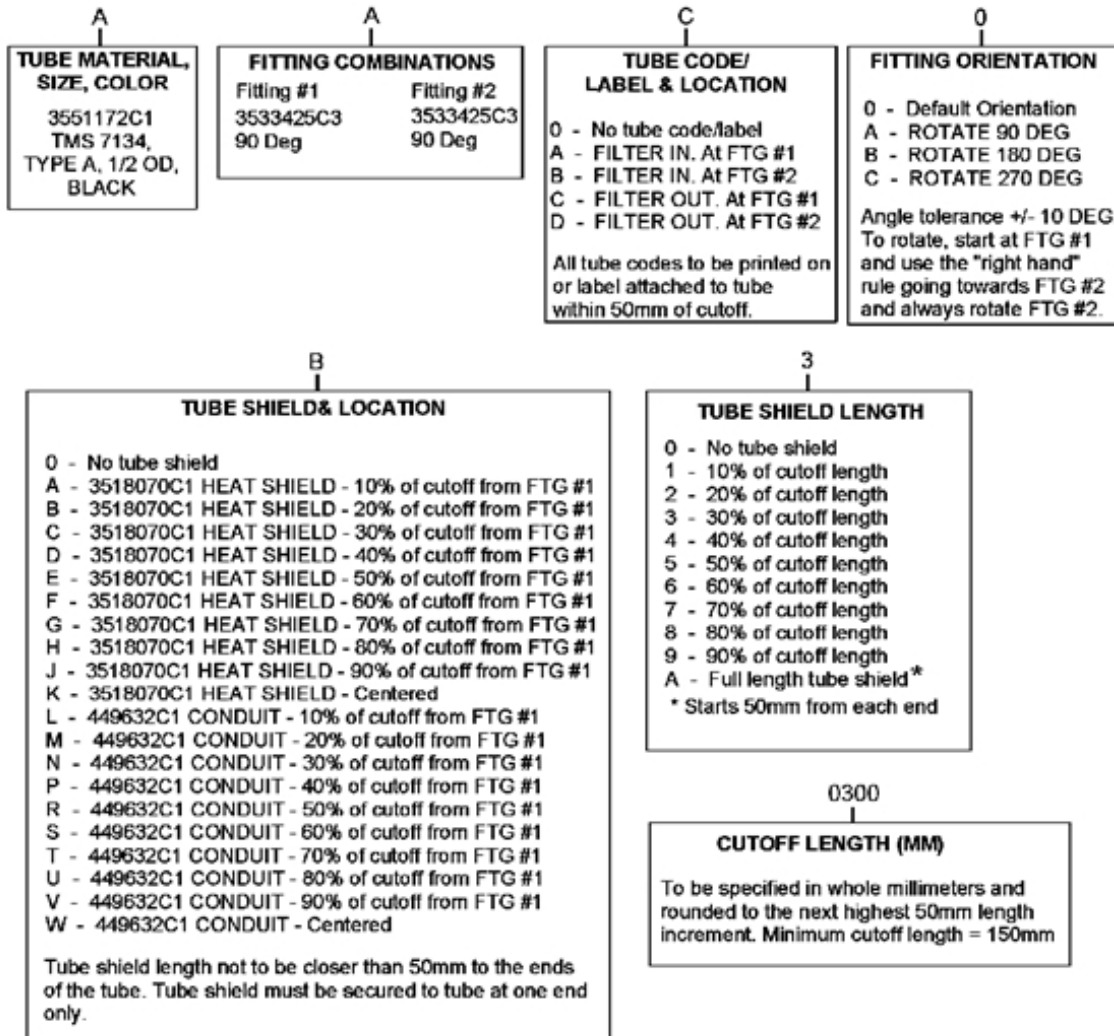 A
TUBE MATERIAL,
SIZE, COLOR
3551172C1
TMS 7134,
TYPE A, 1/2 OD,
BLACK
A
FITTING COMBINATIONS
Fitting #1 Fitting #2
3533425C3 3533425C3
90 Deg 90 Deg
C
TUBE CODE/
LABEL & LOCATION
0 - No tube code/label
A - FILTER IN. At FTG #1
B - FILTER IN. At FTG #2
C - FILTER OUT. At FTG #1
D - FILTER OUT. At FTG #2
All tube codes to be printed on
or label attached to tube
within 50mm of cutoff.
0
FITTING ORIENTATION
0 - Default Orientation
A - ROTATE 90 DEG
B - ROTATE 180 DEG
C - ROTATE 270 DEG
Angle tolerance +/- 10 DEG
To rotate, start at FTG #1
and use the "right hand"
rule going towards FTG #2
and always rotate FTG #2.
B
TUBE SHIELD& LOCATION
0 - No tube shield
A - 3518070C1 HEAT SHIELD - 10% of cutoff from FTG #1
B - 3518070C1 HEAT SHIELD - 20% of cutoff from FTG #1
C - 3518070C1 HEAT SHIELD - 30% of cutoff from FTG #1
D - 3518070C1 HEAT SHIELD - 40% of cutoff from FTG #1
E - 3518070C1 HEAT SHIELD - 50% of cutoff from FTG #1
F - 3518070C1 HEAT SHIELD - 60% of cutoff from FTG #1
G - 3518070C1 HEAT SHIELD - 70% of cutoff from FTG #1
H - 3518070C1 HEAT SHIELD - 80% of cutoff from FTG #1
J - 3518070C1 HEAT SHIELD - 90% of cutoff from FTG #1
K - 3518070C1 HEAT SHIELD - Centered
L - 449632C1 CONDUIT - 10% of cutoff from FTG #1
M - 449632C1 CONDUIT - 20% of cutoff from FTG #1
N - 449632C1 CONDUIT - 30% of cutoff from FTG #1
P - 449632C1 CONDUIT - 40% of cutoff from FTG #1
R - 449632C1 CONDUIT - 50% of cutoff from FTG #1
S - 449632C1 CONDUIT - 60% of cutoff from FTG #1
T - 449632C1 CONDUIT - 70% of cutoff from FTG #1
U - 449632C1 CONDUIT - 80% of cutoff from FTG #1
V - 449632C1 CONDUIT - 90% of cutoff from FTG #1
W - 449632C1 CONDUIT - Centered
Tube shield length not to be closer than 50mm to the ends
of the tube. Tube shield must be secured to tube at one end
only.
3
TUBE SHIELD LENGTH
0 - No tube shield
1 - 10% of cutoff length
2 - 20% of cutoff length
3 - 30% of cutoff length
4 - 40% of cutoff length
5 - 50% of cutoff length
6 - 60% of cutoff length
7 - 70% of cutoff length
8 - 80% of cutoff length
9 - 90% of cutoff length
A - Full length tube shield*
* Starts 50mm from each end
0300
CUTOFF LENGTH (MM)
To be specified in whole millimeters and
rounded to the next highest 50mm length
increment. Minimum cutoff length = 150mm